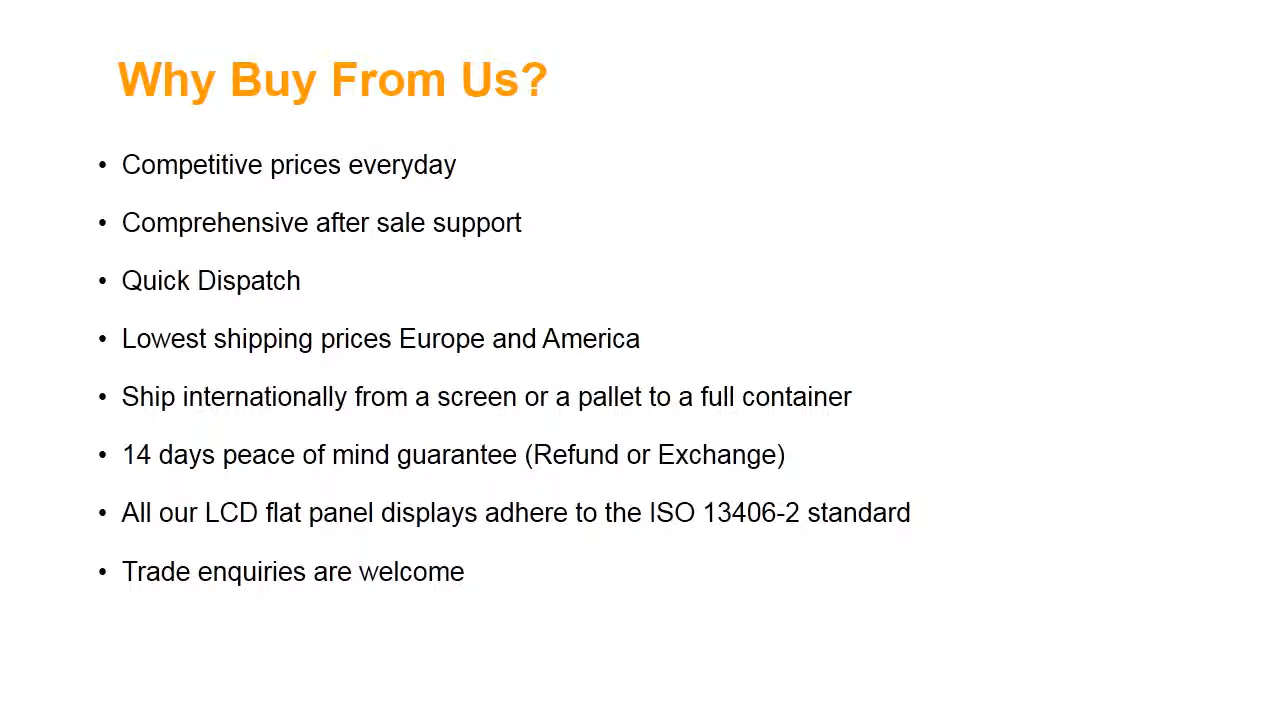 Why Buy From Us?
• Competitive prices everyday
• Comprehensive after sale support
• Quick Dispatch
• Lowest shipping prices Europe and America
• Ship internationally from a screen or a pallet to a full container
• 14 days peace of mind guarantee (Refund or Exchange)
• All our LCD flat panel displays adhere to the ISO 13406-2 standard
• Trade enquiries are welcome